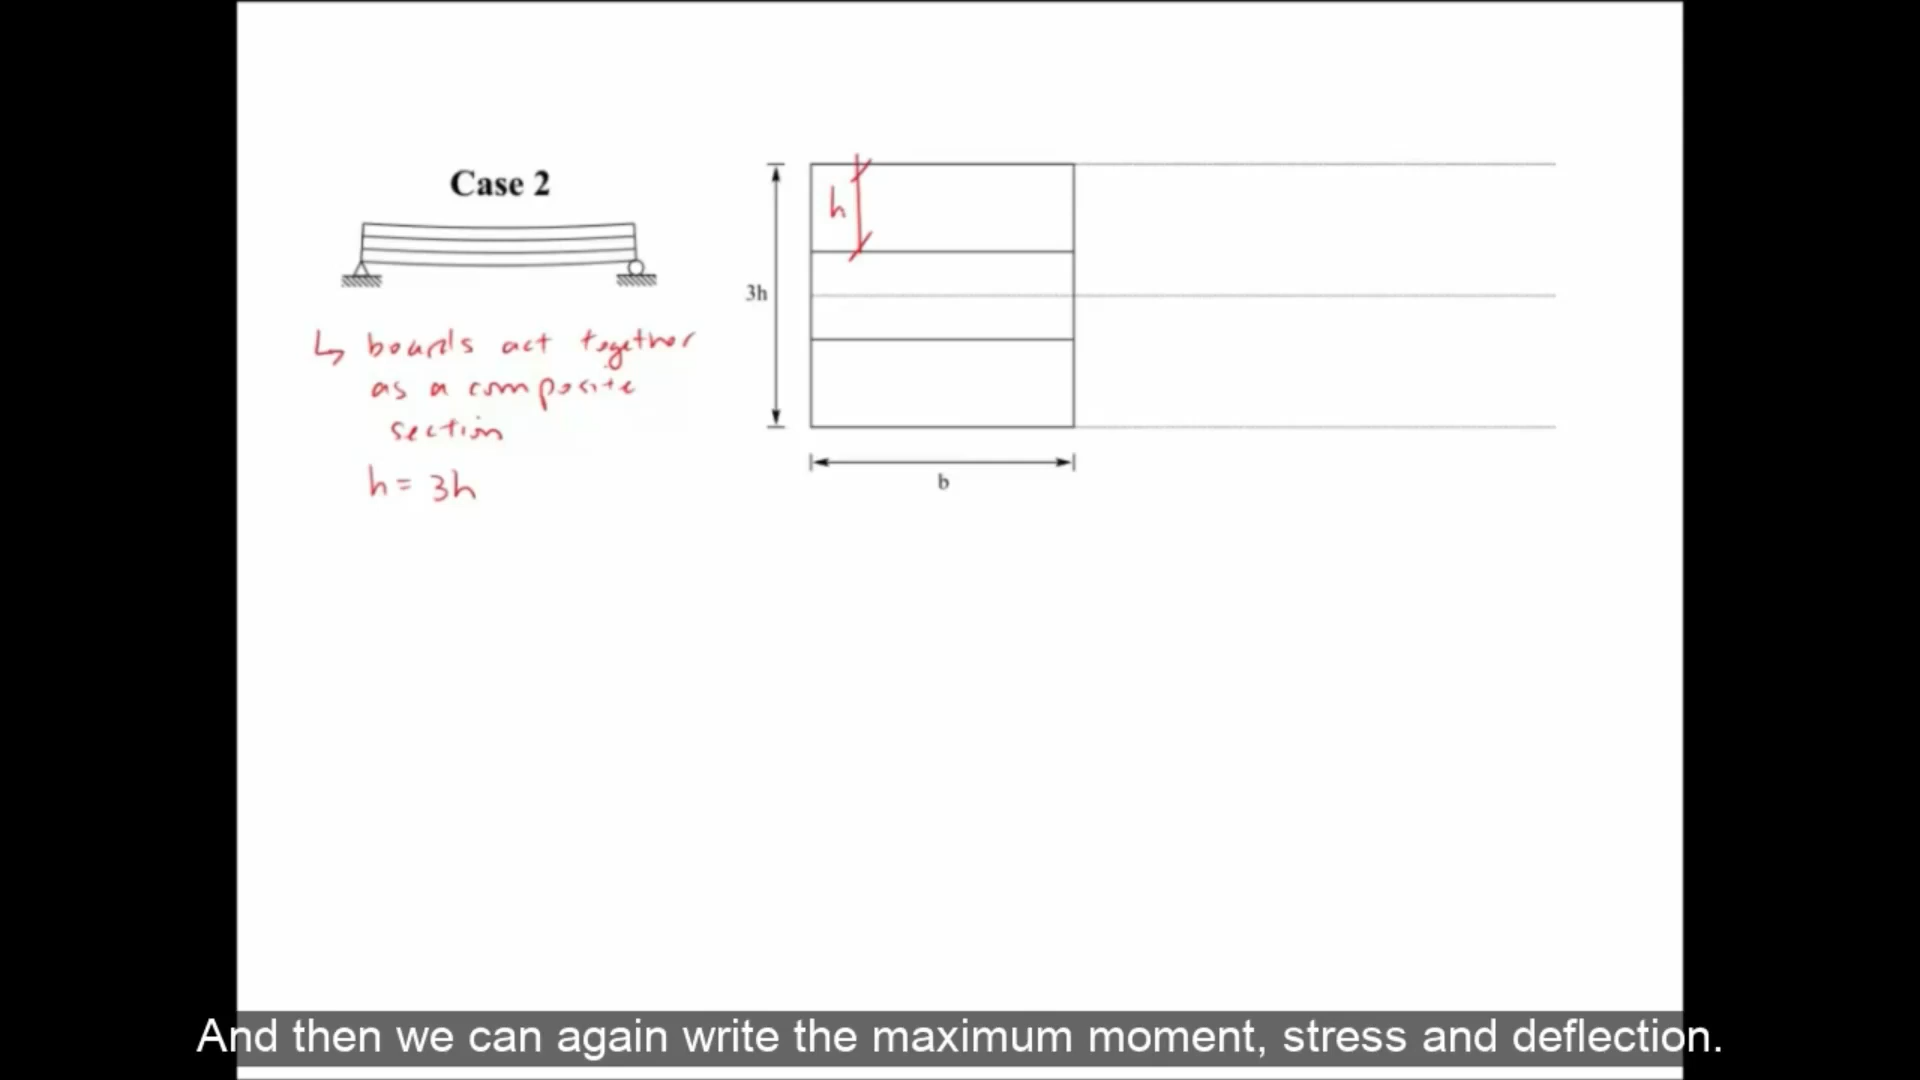 Case 2
↳ boards act together
as a composite
section
h = 3h
h
3h
b
And then we can again write the maximum moment, stress and deflection.